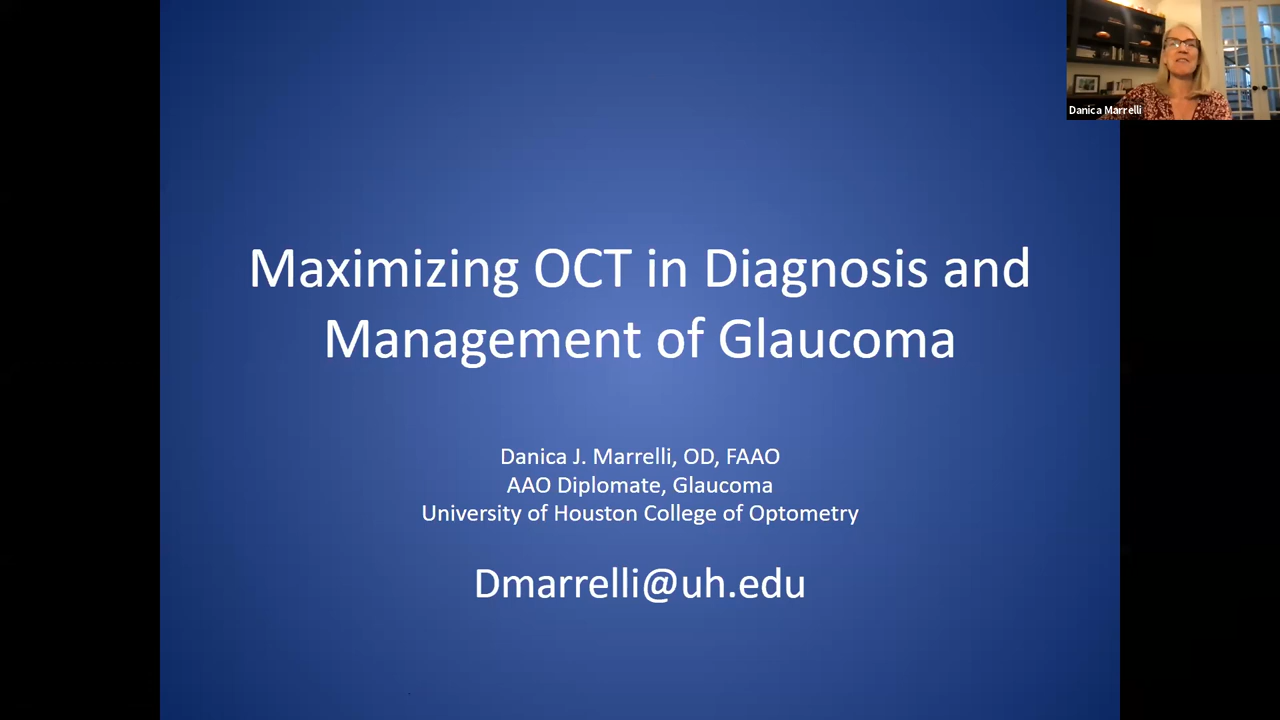 Danica Marrelli
Maximizing OCT in Diagnosis and
Management of Glaucoma
Danica J. Marrelli, OD, FAAO
AAO Diplomate, Glaucoma
University of Houston College of Optometry
Dmarrelli@uh.edu